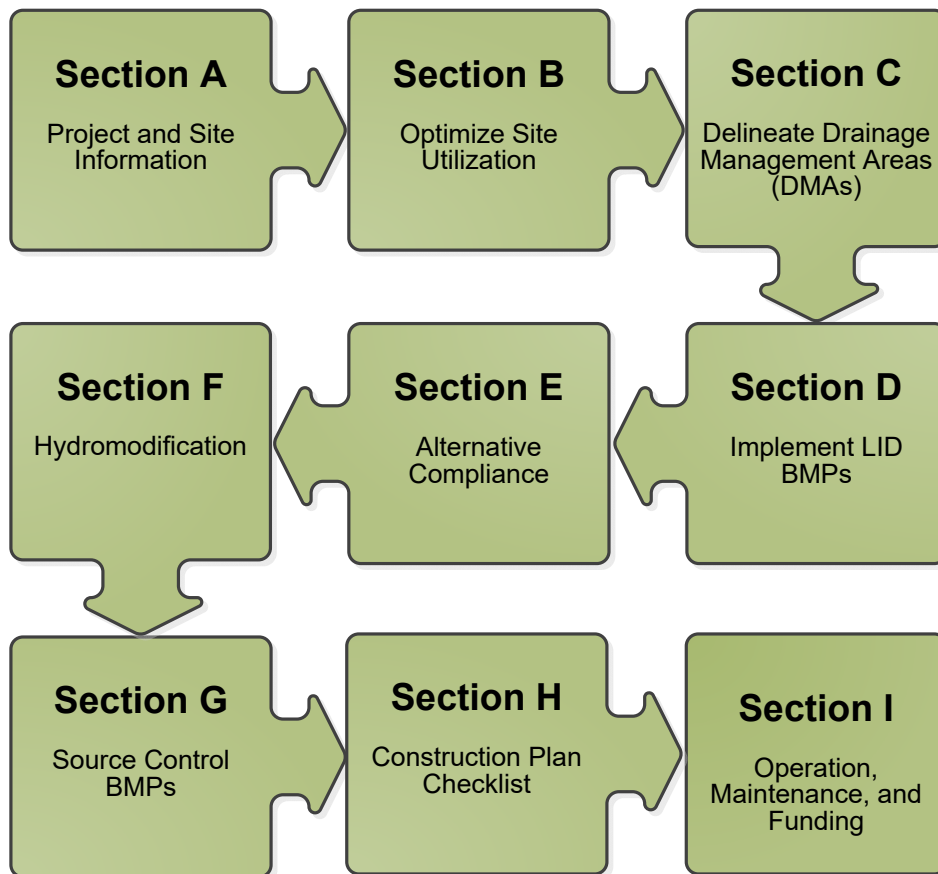 Section A
Project and Site
Information
Section B
Optimize Site
Utilization
Section C
Delineate Drainage
Management Areas
(DMAs)
Section F
Hydromodification
Section E
Alternative
Compliance
Section D
Implement LID
BMPs
Section G
Source Control
BMPs
Section H
Construction Plan
Checklist
Section I
Operation,
Maintenance, and
Funding